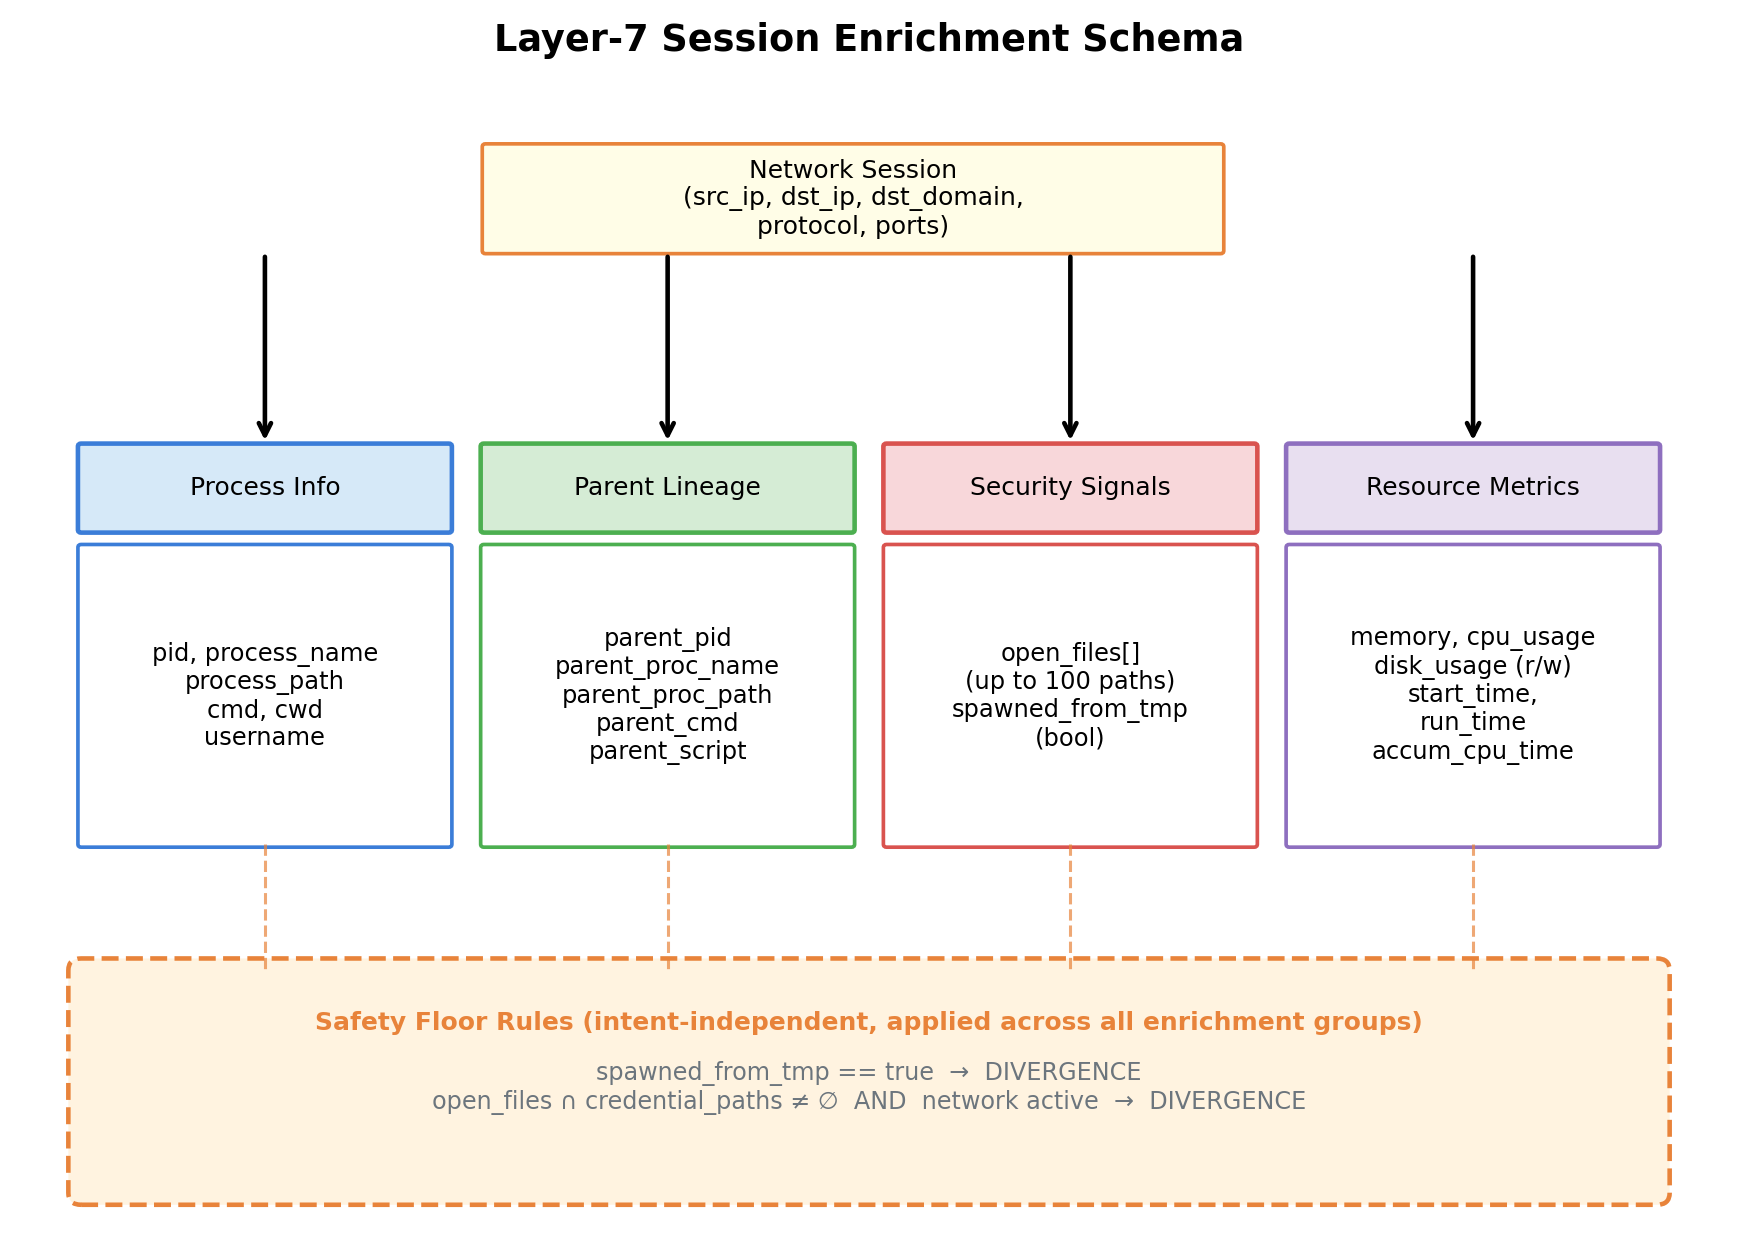 Layer-7 Session Enrichment Schema
Network Session
(src_ip, dst_ip, dst_domain,
protocol, ports)
Process Info
Parent Lineage
Security Signals
Resource Metrics
pid, process_name
process_path
cmd, cwd
username
parent_pid
parent_proc_name
parent_proc_path
parent_cmd
parent_script
open_files[]
(up to 100 paths)
spawned_from_tmp
(bool)
memory, cpu_usage
disk_usage (r/w)
start_time,
run_time
accum_cpu_time
Safety Floor Rules (intent-independent, applied across all enrichment groups)
spawned_from_tmp == true → DIVERGENCE
open_files ∩ credential_paths ≠ ∅ AND network active → DIVERGENCE